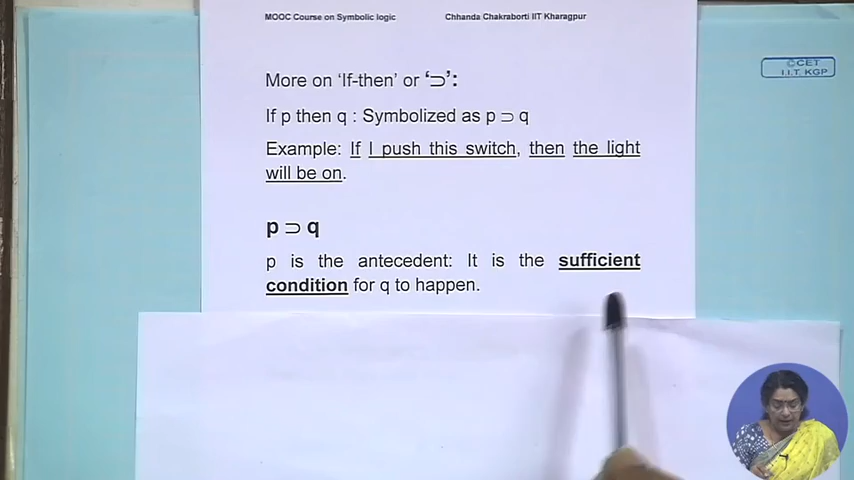 MOOC Course on Symbolic logic Chhanda Chakraborti IIT Kharagpur
©CET
I.I.T. KGP
More on ‘If-then’ or ‘⊃’:
If p then q : Symbolized as p ⊃ q
Example: If I push this switch, then the light
will be on.
p ⊃ q
p is the antecedent: It is the sufficient
condition for q to happen.